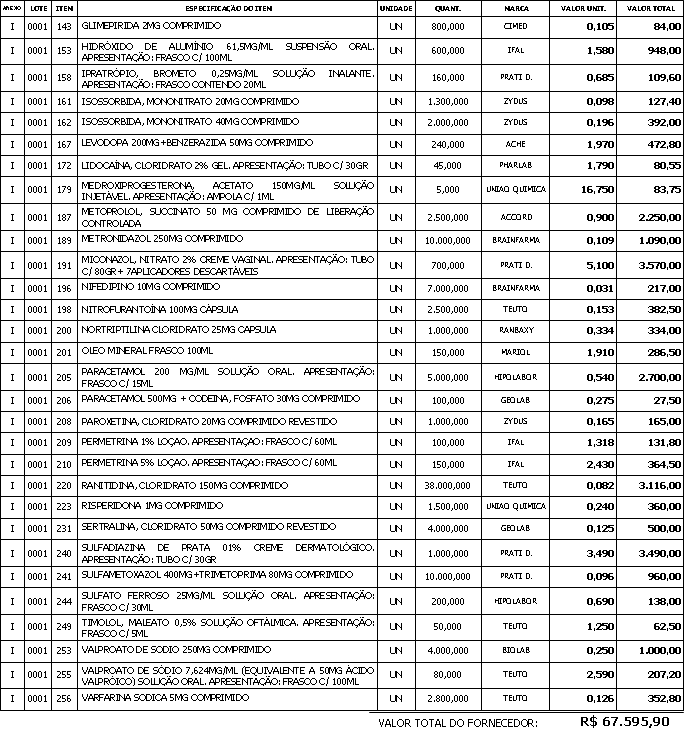 ANEXO LOTE ITEM ESPECIFICAÇÃO DO ITEM UNIDADE QUANT. MARCA VALOR UNIT. VALOR TOTAL
I 0001 143 GLIMEPIRIDA 2MG COMPRIMIDO UN 800,000 CIMED 0,105 84,00
I 0001 153 HIDRÓXIDO DE ALUMÍNIO 61,5MG/ML SUSPENSÃO ORAL. APRESENTAÇÃO: FRASCO C/ 100ML UN 600,000 IFAL 1,580 948,00
I 0001 158 IPRATRÓPIO, BROMETO 0,25MG/ML SOLUÇÃO INALANTE. APRESENTAÇÃO: FRASCO CONTENDO 20ML UN 160,000 PRATI D. 0,685 109,60
I 0001 161 ISOSSORBIDA, MONONITRATO 20MG COMPRIMIDO UN 1.300,000 ZYDUS 0,098 127,40
I 0001 162 ISOSSORBIDA, MONONITRATO 40MG COMPRIMIDO UN 2.000,000 ZYDUS 0,196 392,00
I 0001 167 LEVODOPA 200MG+BENZERAZIDA 50MG COMPRIMIDO UN 240,000 ACHE 1,970 472,80
I 0001 172 LIDOCAÍNA, CLORIDRATO 2% GEL. APRESENTAÇÃO: TUBO C/ 30GR UN 45,000 PHARLAB 1,790 80,55
I 0001 179 MEDROXIPROGESTERONA, ACETATO 150MG/ML SOLUÇÃO INJETÁVEL. APRESENTAÇÃO: AMPOLA C/ 1ML UN 5,000 UNIAO QUIMICA 16,750 83,75
I 0001 187 METOPROLOL, SUCCINATO 50 MG COMPRIMIDO DE LIBERAÇÃO CONTROLADA UN 2.500,000 ACCORD 0,900 2.250,00
I 0001 189 METRONIDAZOL 250MG COMPRIMIDO UN 10.000,000 BRAINFARMA 0,109 1.090,00
I 0001 191 MICONAZOL, NITRATO 2% CREME VAGINAL. APRESENTAÇÃO: TUBO C/ 80GR + 7APLICADORES DESCARTÁVEIS UN 700,000 PRATI D. 5,100 3.570,00
I 0001 196 NIFEDIPINO 10MG COMPRIMIDO UN 7.000,000 BRAINFARMA 0,031 217,00
I 0001 198 NITROFURANTOÍNA 100MG CÁPSULA UN 2.500,000 TEUTO 0,153 382,50
I 0001 200 NORTRIPTILINA CLORIDRATO 25MG CAPSULA UN 1.000,000 RANBAXY 0,334 334,00
I 0001 201 OLEO MINERAL FRASCO 100ML UN 150,000 MARIOL 1,910 286,50
I 0001 205 PARACETAMOL 200 MG/ML SOLUÇÃO ORAL. APRESENTAÇÃO: FRASCO C/ 15ML UN 5.000,000 HIPOLABOR 0,540 2.700,00
I 0001 206 PARACETAMOL 500MG + CODEINA, FOSFATO 30MG COMPRIMIDO UN 100,000 GEOLAB 0,275 27,50
I 0001 208 PAROXETINA, CLORIDRATO 20MG COMPRIMIDO REVESTIDO UN 1.000,000 ZYDUS 0,165 165,00
I 0001 209 PERMETRINA 1% LOÇAO. APRESENTAÇAO: FRASCO C/ 60ML UN 100,000 IFAL 1,318 131,80
I 0001 210 PERMETRINA 5% LOÇAO. APRESENTAÇAO: FRASCO C/ 60ML UN 150,000 IFAL 2,430 364,50
I 0001 220 RANITIDINA, CLORIDRATO 150MG COMPRIMIDO UN 38.000,000 TEUTO 0,082 3.116,00
I 0001 223 RISPERIDONA 1MG COMPRIMIDO UN 1.500,000 UNIAO QUIMICA 0,240 360,00
I 0001 231 SERTRALINA, CLORIDRATO 50MG COMPRIMIDO REVESTIDO UN 4.000,000 GEOLAB 0,125 500,00
I 0001 240 SULFADIAZINA DE PRATA 01% CREME DERMATOLÓGICO. APRESENTAÇÃO: TUBO C/ 30GR UN 1.000,000 PRATI D. 3,490 3.490,00
I 0001 241 SULFAMETOXAZOL 400MG+TRIMETOPRIMA 80MG COMPRIMIDO UN 10.000,000 PRATI D. 0,096 960,00
I 0001 244 SULFATO FERROSO 25MG/ML SOLUÇÃO ORAL. APRESENTAÇÃO: FRASCO C/ 30ML UN 200,000 HIPOLABOR 0,690 138,00
I 0001 249 TIMOLOL, MALEATO 0,5% SOLUÇÃO OFTÁLMICA. APRESENTAÇÃO: FRASCO C/ 5ML UN 50,000 TEUTO 1,250 62,50
I 0001 253 VALPROATO DE SODIO 250MG COMPRIMIDO UN 4.000,000 BIOLAB 0,250 1.000,00
I 0001 255 VALPROATO DE SÓDIO 7,624MG/ML (EQUIVALENTE A 50MG ÁCIDO VALPRÓICO) SOLUÇÃO ORAL. APRESENTAÇÃO: FRASCO C/ 100ML UN 80,000 TEUTO 2,590 207,20
I 0001 256 VARFARINA SODICA 5MG COMPRIMIDO UN 2.800,000 TEUTO 0,126 352,80
VALOR TOTAL DO FORNECEDOR: R$ 67.595,90